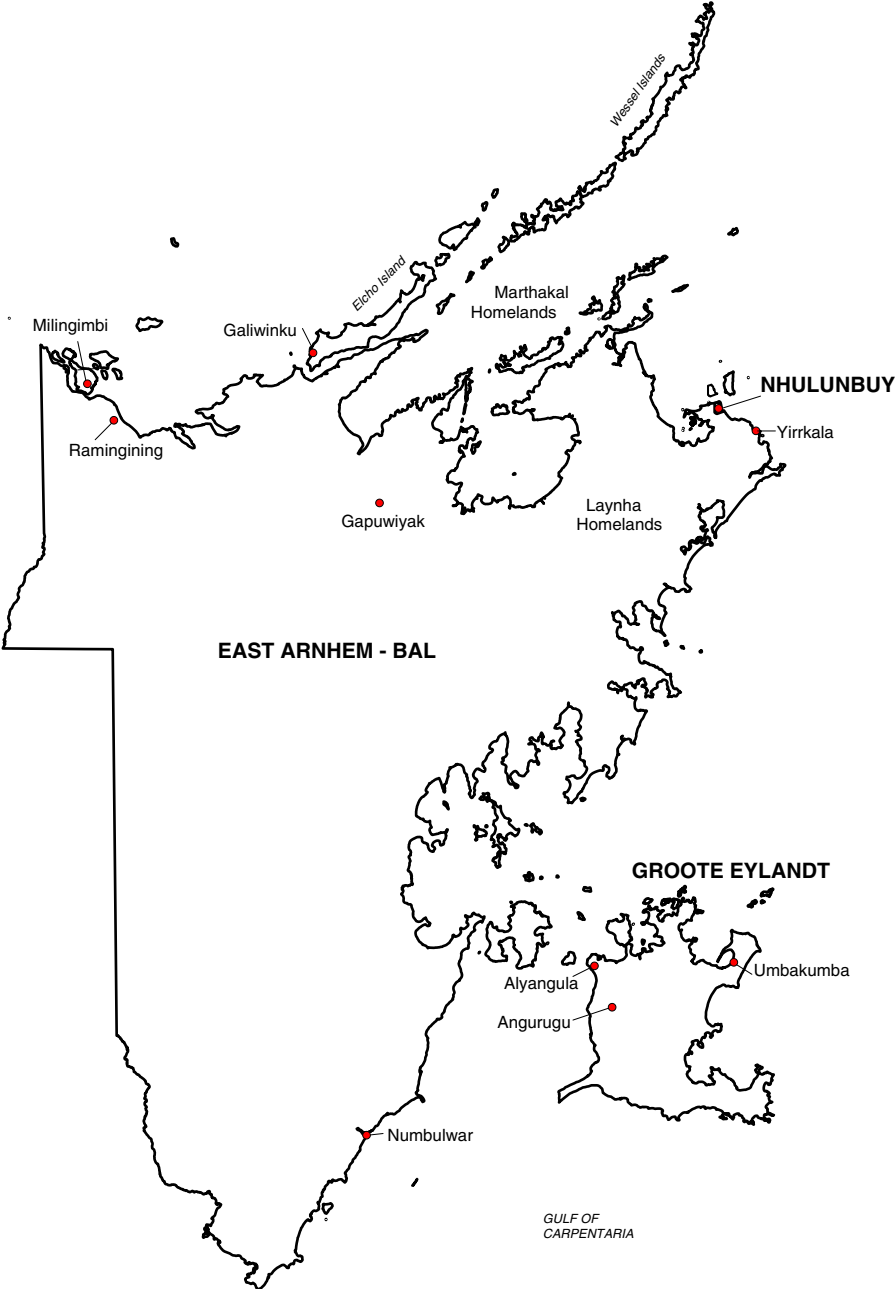 Wessel Islands
Elcho Island
Marthakal
Homelands
Milingimbi
Galiwinku
NHULUNBUY
Yirrkala
Ramingining
Laynha
Homelands
Gapuwiyak
EAST ARNHEM - BAL
GROOTE EYLANDT
Umbakumba
Alyangula
Angurugu
Numbulwar
GULF OF
CARPENTARIA